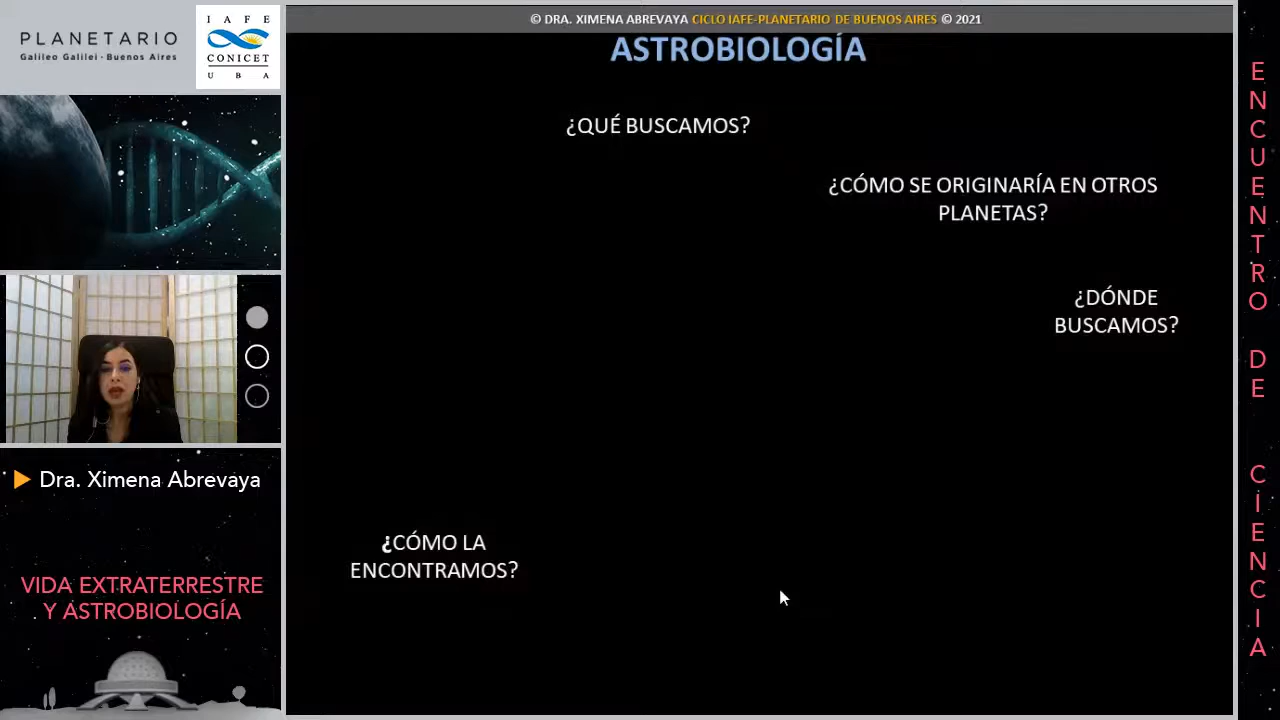 PLANETARIO
Galileo Galilei - Buenos Aires
I A F E
CONICET
U B A
© DRA. XIMENA ABREVAYA CICLO IAFE-PLANETARIO DE BUENOS AIRES © 2021
ASTROBIOLOGÍA
¿QUÉ BUSCAMOS?
¿CÓMO SE ORIGINARÍA EN OTROS
PLANETAS?
¿DÓNDE
BUSCAMOS?
¿CÓMO LA
ENCONTRAMOS?
Dra. Ximena Abrevaya
VIDA EXTRATERRESTRE
Y ASTROBIOLOGÍA
ENCUENTRO DE CIENCIA